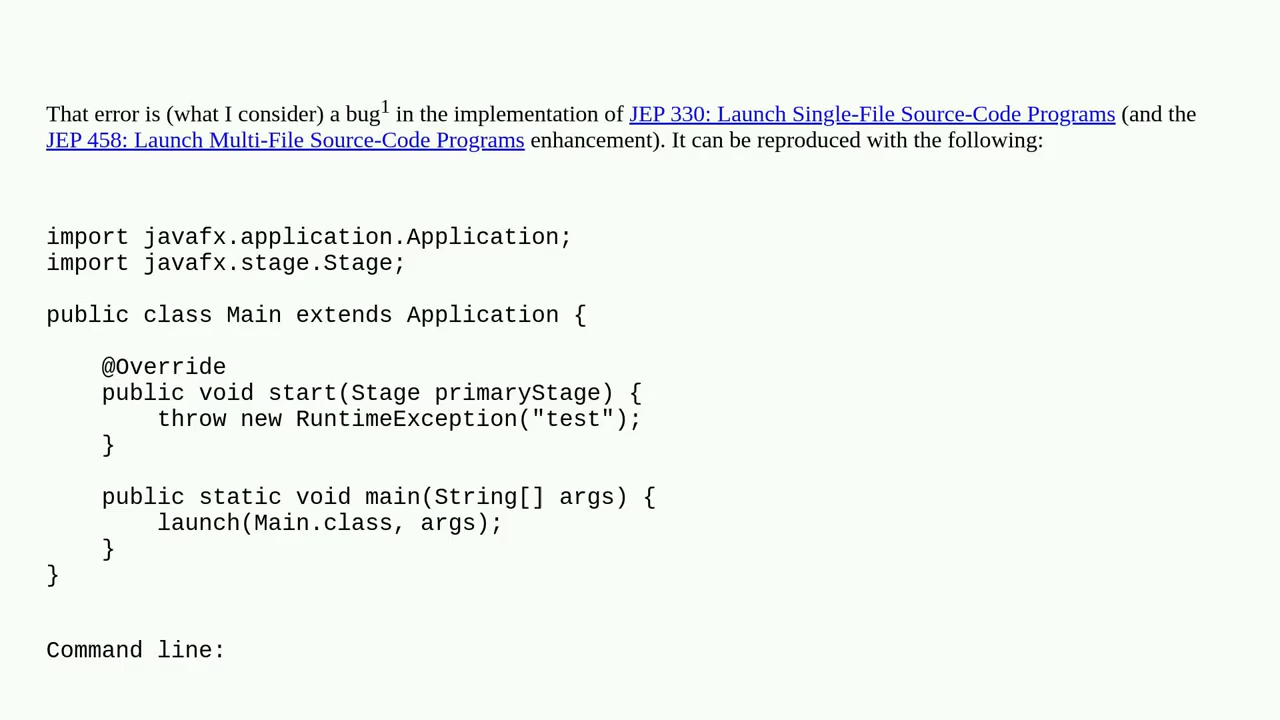 That error is (what I consider) a bug1 in the implementation of JEP 330: Launch Single-File Source-Code Programs (and the
JEP 458: Launch Multi-File Source-Code Programs enhancement). It can be reproduced with the following:
import javafx.application.Application;
import javafx.stage.Stage;
public class Main extends Application {
    @Override
    public void start(Stage primaryStage) {
        throw new RuntimeException("test");
    }
    public static void main(String[] args) {
        launch(Main.class, args);
    }
}
Command line: